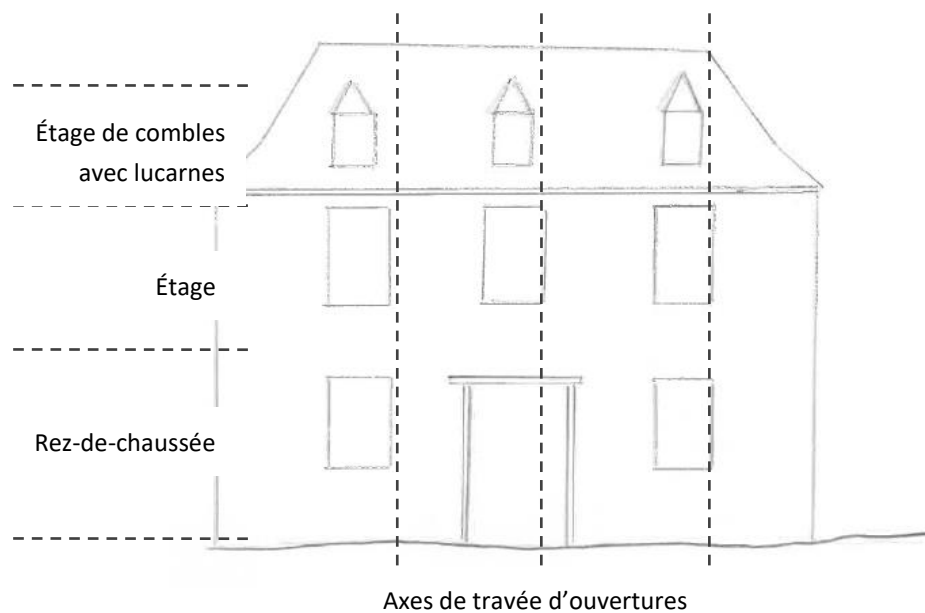 Étage de combles
avec lucarnes
Étage
Rez-de-chaussée
Axes de travée d’ouvertures